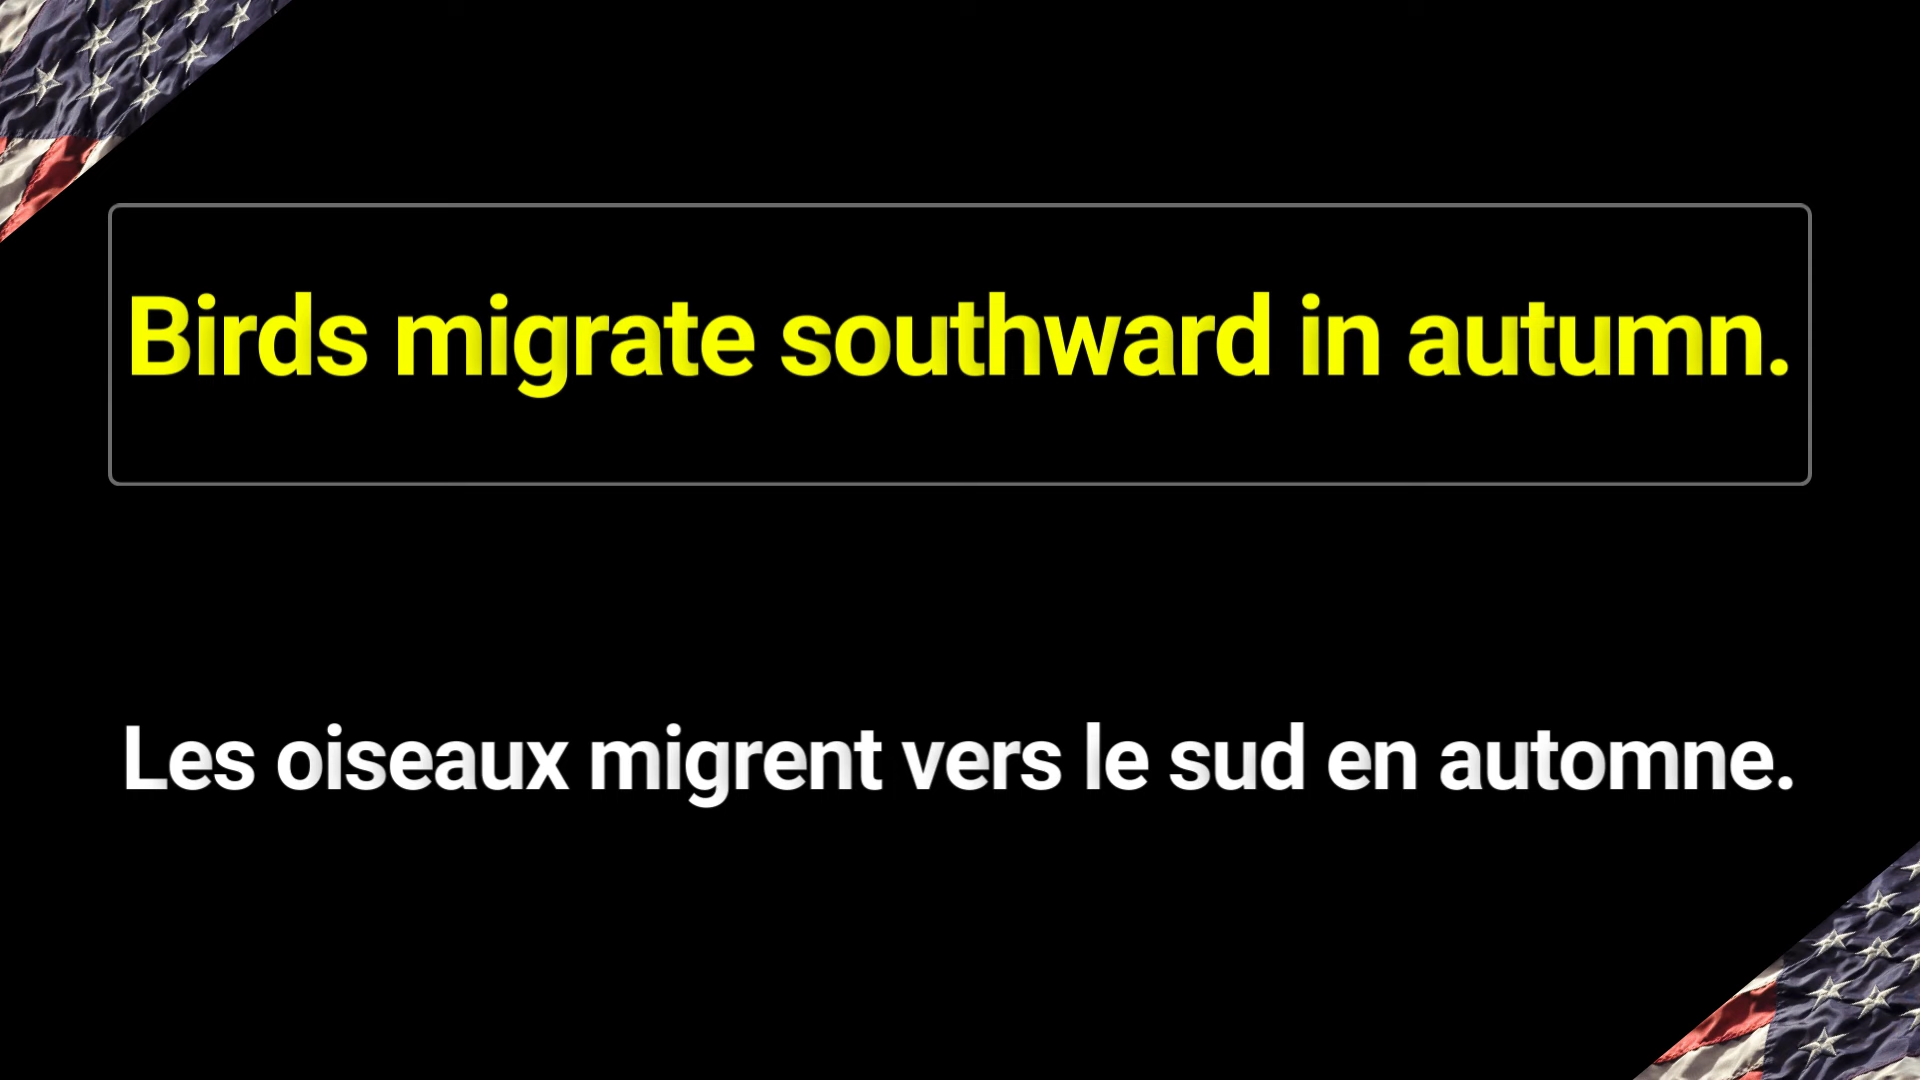 Birds migrate southward in autumn.
Les oiseaux migrent vers le sud en automne.